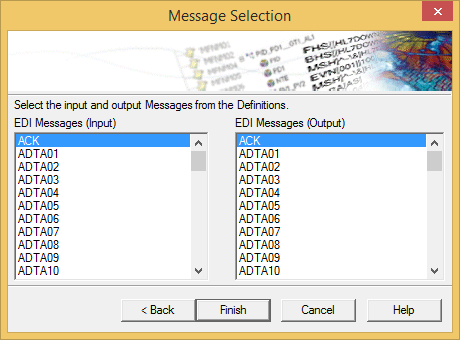 Message Selection
Select the input and output Messages from the Definitions.
EDI Messages (Input)
ACK
ADTA01
ADTA02
ADTA03
ADTA04
ADTA05
ADTA06
ADTA07
ADTA08
ADTA09
ADTA10
EDI Messages (Output)
ACK
ADTA01
ADTA02
ADTA03
ADTA04
ADTA05
ADTA06
ADTA07
ADTA08
ADTA09
ADTA10
< Back
Finish
Cancel
Help